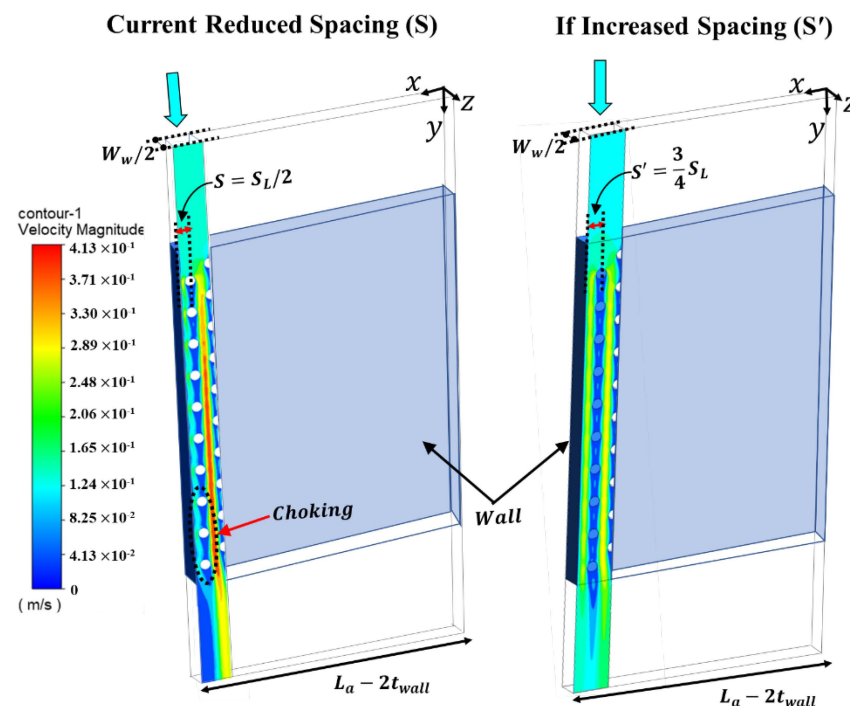 Current Reduced Spacing (S)
If Increased Spacing (S′)
x
z
y
W_w/2
S = S_L/2
x
z
y
W_w/2
S′ = 3/4 S_L
contour-1
Velocity Magnitude
4.13 ×10⁻¹
3.71 ×10⁻¹
3.30 ×10⁻¹
2.89 ×10⁻¹
2.48 ×10⁻¹
2.06 ×10⁻¹
1.65 ×10⁻¹
1.24 ×10⁻¹
8.25 ×10⁻²
4.13 ×10⁻²
0
( m/s )
Choking
Wall
L_a − 2t_wall
L_a − 2t_wall